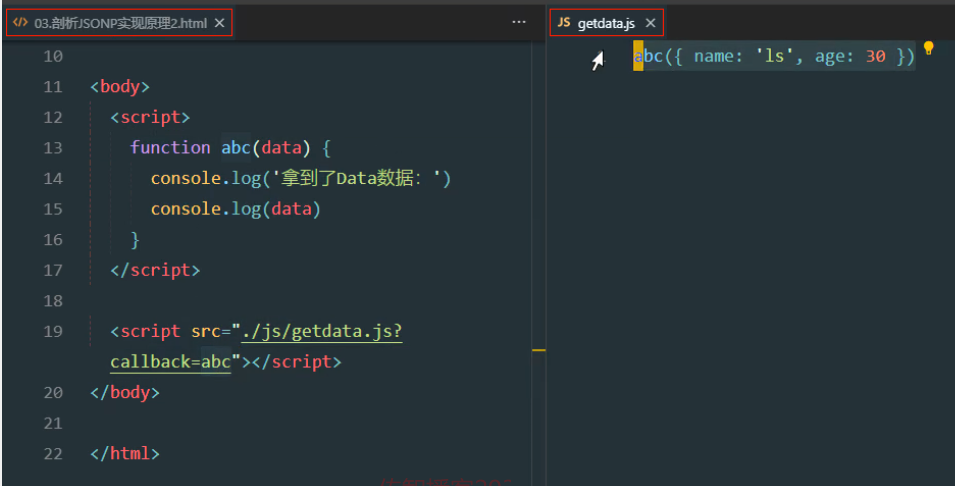 03.剖析JSONP实现原理2.html
10
11 <body>
12 <script>
13 function abc(data) {
14 console.log('拿到了Data数据：')
15 console.log(data)
16 }
17 </script>
18
19 <script src="./js/getdata.js?
callback=abc"></script>
20 </body>
21
22 </html>
JS getdata.js
abc({ name: 'ls', age: 30 })